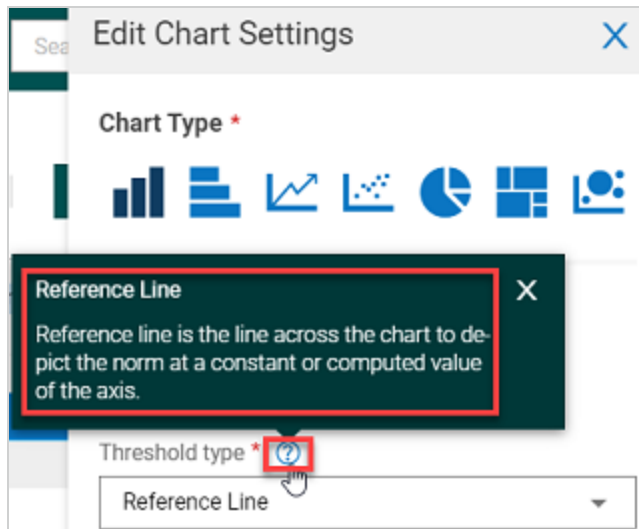 Sea
Edit Chart Settings
X
Chart Type *
Reference Line
X
Reference line is the line across the chart to de-
pict the norm at a constant or computed value
of the axis.
Threshold type * ?
Reference Line